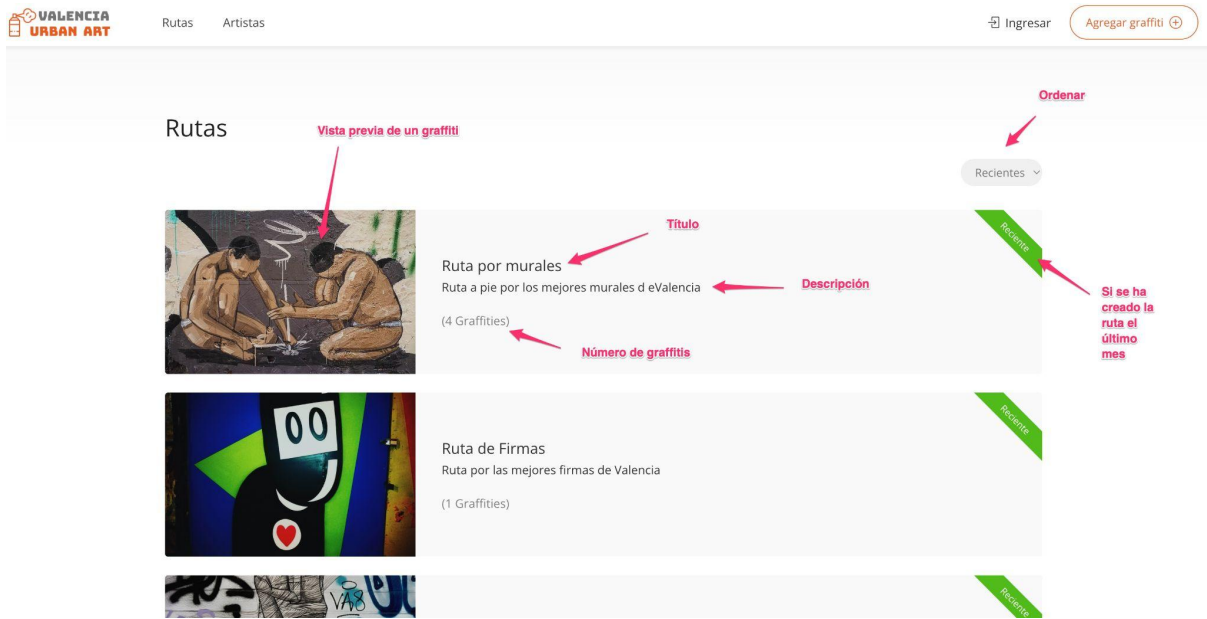 VALENCIA
URBAN ART
Rutas
Artistas
Ingresar
Agregar graffiti
Ordenar
Rutas
Vista previa de un graffiti
Recientes
Título
Reciente
Ruta por murales
Ruta a pie por los mejores murales d eValencia
Descripción
Si se ha
creado la
ruta el
último
mes
(4 Graffities)
Número de graffitis
Reciente
Ruta de Firmas
Ruta por las mejores firmas de Valencia
(1 Graffities)
Reciente
VA8